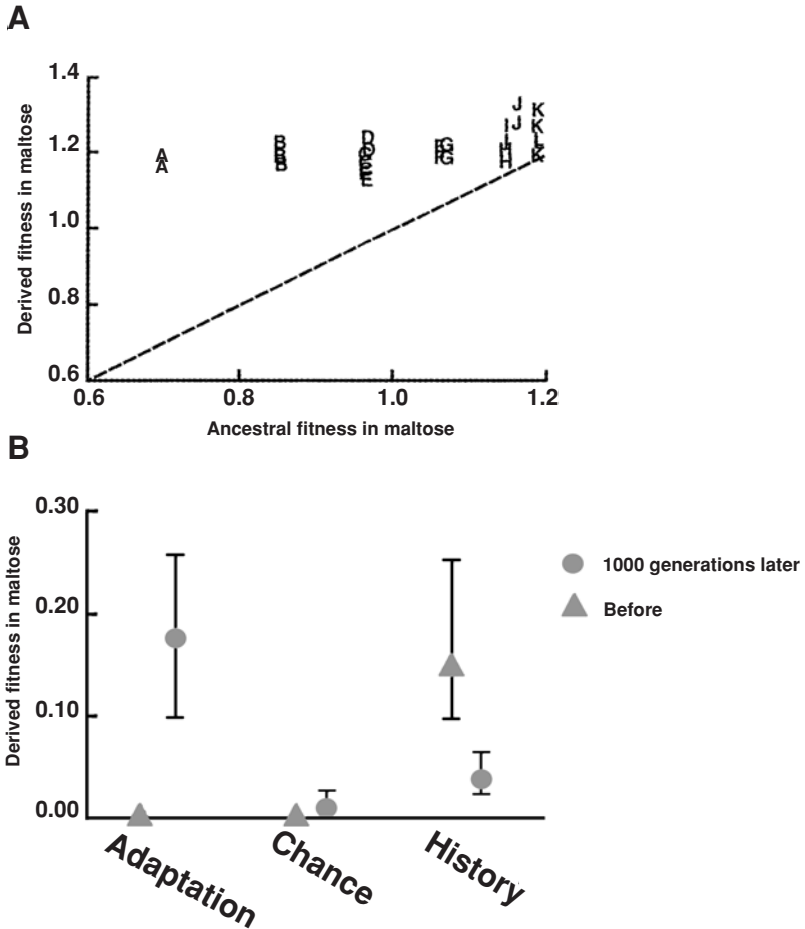 A
1.4
1.2
1.0
0.8
0.6
Derived fitness in maltose
A
A
B
B
B
B
D
D
C
C
E
E
F
G
F
G
I
J
J
I
H
H
K
K
L
K
0.6
0.8
1.0
1.2
Ancestral fitness in maltose
B
0.30
0.20
0.10
0.00
Derived fitness in maltose
1000 generations later
Before
Adaptation
Chance
History